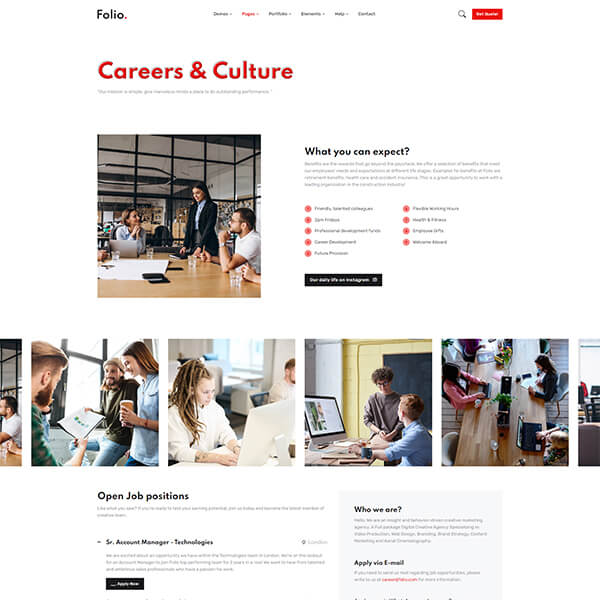 Folio.
Demos Pages Portfolio Elements Help Contact
Get Quote!
Careers & Culture
"Our mission is simple, give marvelous minds a place to do outstanding performance. "
What you can expect?
Benefits are the rewards that go beyond the paycheck. We offer a selection of benefits that meet
our employees' needs and expectations at different life stages. Examples for benefits at Folio are
retirement benefits, health care and accident insurance. This is a great opportunity to work with a
leading organization in the construction industry!
Friendly, talented colleagues
Flexible Working Hours
2pm Fridays
Health & Fitness
Professional development funds
Employee Gifts
Career Development
Welcome Aboard
Future Provision
Our daily life on Instagram
Open Job positions
Like what you see? If you're ready to test your earning potential, join us today and become the latest member of
creative team.
Sr. Account Manager - Technologies
London
We are excited about an opportunity we have within the Technologies team in London. We're on the lookout
for an Account Manager to join Folio top performing team for 3 years in a row! We want to hear from talented
and ambitious sales professionals who have a passion for work.
Apply Now
Who we are?
Hello. We are an insight and behavior-driven creative marketing
agency. A Full package Digital Creative Agency Specializing in
Video Production, Web Design, Branding, Brand Strategy, Content
Marketing and Aerial Cinematography.
Apply via E-mail
If you need to send us mail regarding job opportunities, please
write to us at career@folio.com for more information.